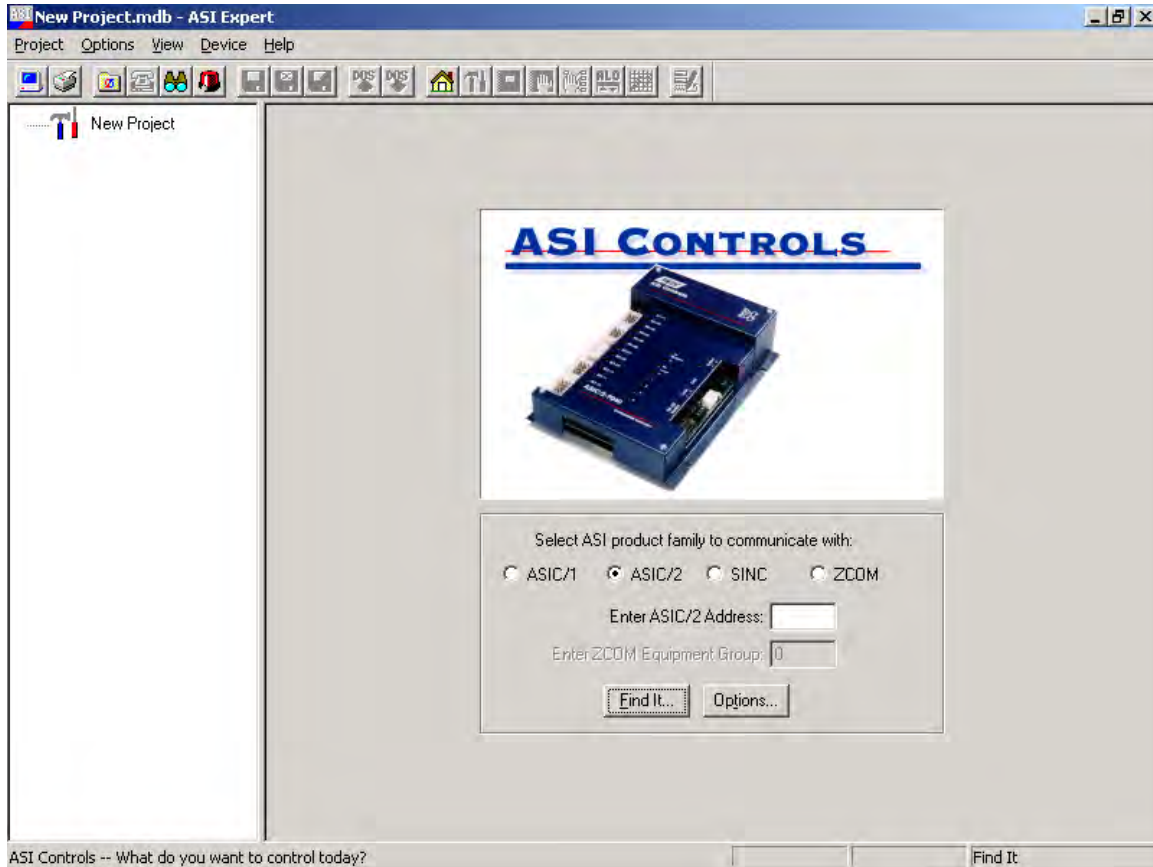 New Project.mdb - ASI Expert
Project Options View Device Help
New Project
ASI CONTROLS
Select ASI product family to communicate with:
ASIC/1 ASIC/2 SINC ZCOM
Enter ASIC/2 Address:
Enter ZCOM Equipment Group: 0
Find It... Options...
ASI Controls -- What do you want to control today? Find It